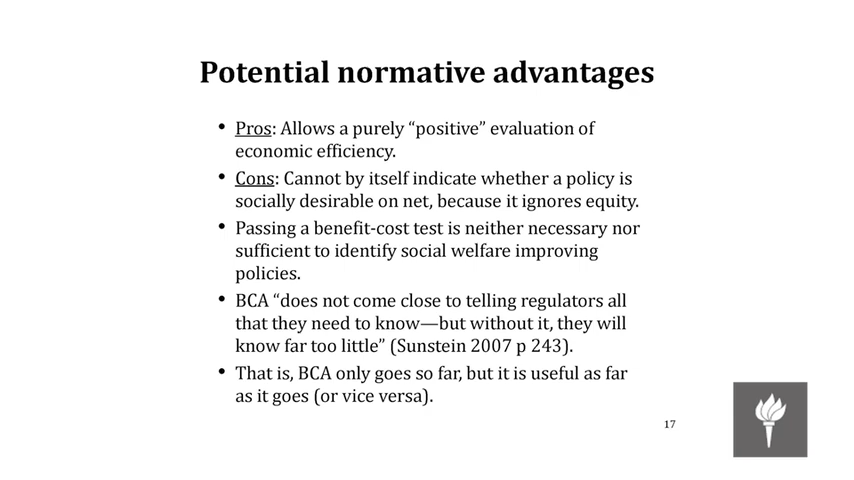 Potential normative advantages
• Pros: Allows a purely “positive” evaluation of
economic efficiency.
• Cons: Cannot by itself indicate whether a policy is
socially desirable on net, because it ignores equity.
• Passing a benefit-cost test is neither necessary nor
sufficient to identify social welfare improving
policies.
• BCA “does not come close to telling regulators all
that they need to know—but without it, they will
know far too little” (Sunstein 2007 p 243).
• That is, BCA only goes so far, but it is useful as far
as it goes (or vice versa).
17